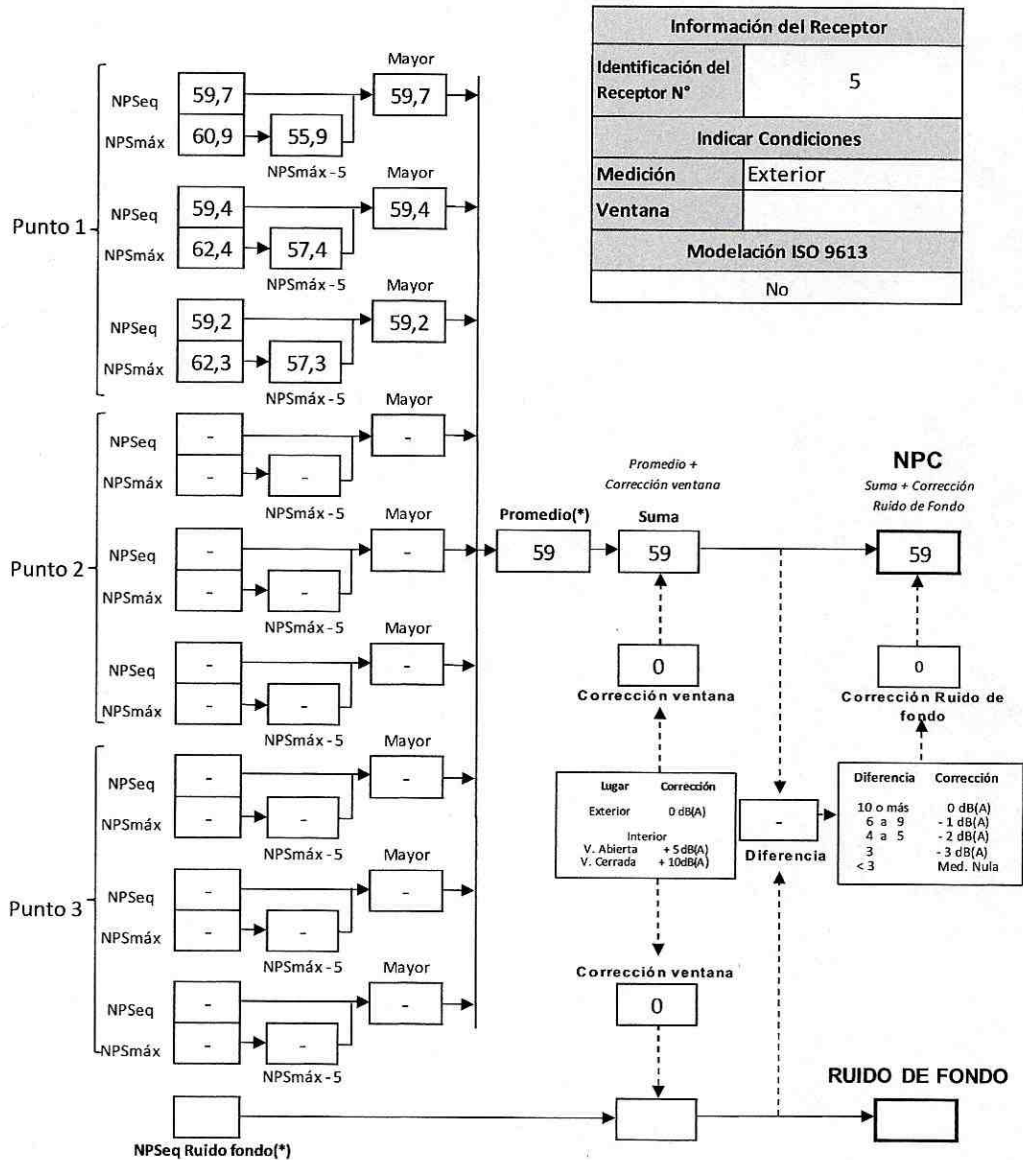 Información del Receptor
Identificación del Receptor N° 5
Indicar Condiciones
Medición Exterior
Ventana
Modelación ISO 9613
No
Punto 1
Mayor
NPSeq 59,7 59,7
NPSmáx 60,9 55,9
NPSmáx - 5
Mayor
NPSeq 59,4 59,4
NPSmáx 62,4 57,4
NPSmáx - 5
Mayor
NPSeq 59,2 59,2
NPSmáx 62,3 57,3
NPSmáx - 5
Punto 2
Mayor
NPSeq - -
NPSmáx - -
NPSmáx - 5
Mayor
NPSeq - -
NPSmáx - -
NPSmáx - 5
Mayor
NPSeq - -
NPSmáx - -
NPSmáx - 5
Punto 3
Mayor
NPSeq - -
NPSmáx - -
NPSmáx - 5
Mayor
NPSeq - -
NPSmáx - -
NPSmáx - 5
Mayor
NPSeq - -
NPSmáx - -
NPSmáx - 5
Promedio(*)
59
Promedio +
Corrección ventana
Suma
59
NPC
Suma + Corrección
Ruido de Fondo
59
0
Corrección ventana
0
Corrección Ruido de
fondo
Lugar Corrección
Exterior 0 dB(A)
Interior
V. Abierta + 5dB(A)
V. Cerrada + 10dB(A)
-
Diferencia
Diferencia Corrección
10 o más 0 dB(A)
6 a 9 - 1 dB(A)
4 a 5 - 2 dB(A)
3 - 3 dB(A)
< 3 Med. Nula
Corrección ventana
0
RUIDO DE FONDO
NPSeq Ruido fondo(*)